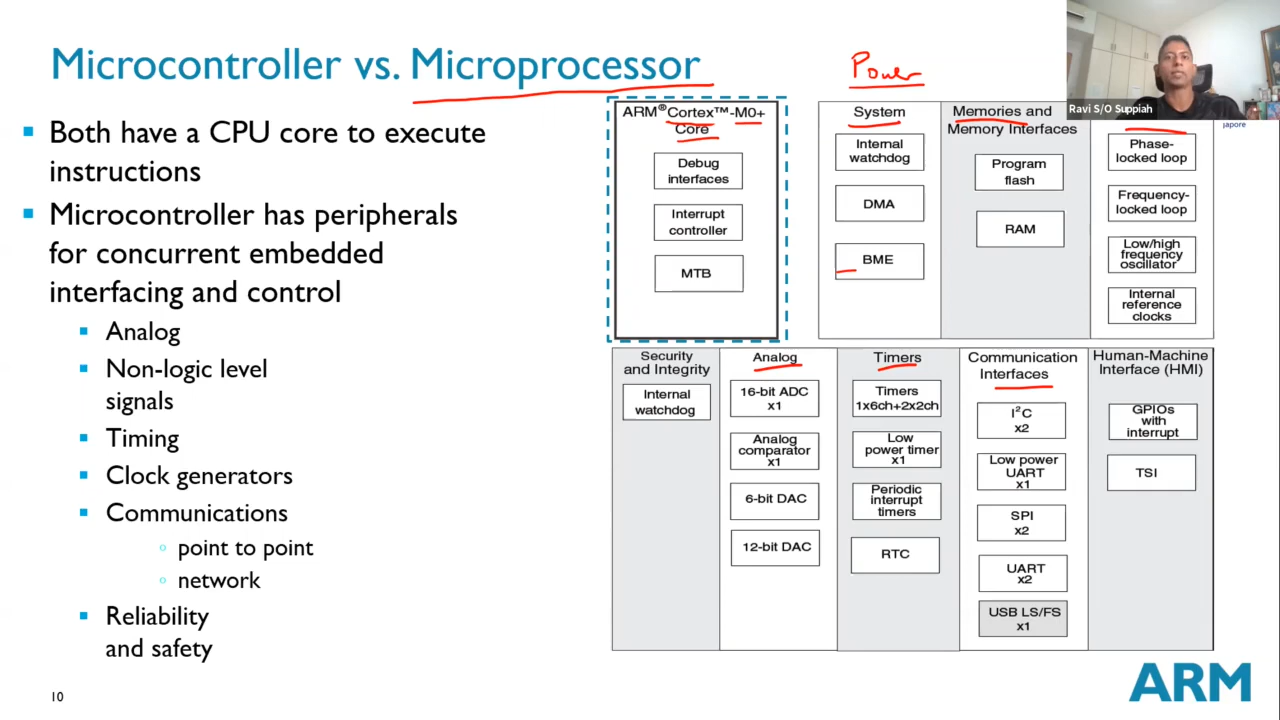 Microcontroller vs. Microprocessor
Both have a CPU core to execute
instructions
Microcontroller has peripherals
for concurrent embedded
interfacing and control
Analog
Non-logic level
signals
Timing
Clock generators
Communications
point to point
network
Reliability
and safety
10
Power
ARM®Cortex™-M0+
Core
Debug
interfaces
Interrupt
controller
MTB
System
Internal
watchdog
DMA
BME
Memories and
Memory Interfaces
Program
flash
RAM
Phase-
locked loop
Frequency-
locked loop
Low/high
frequency
oscillator
Internal
reference
clocks
Security
and Integrity
Internal
watchdog
Analog
16-bit ADC
x1
Analog
comparator
x1
6-bit DAC
12-bit DAC
Timers
Timers
1x6ch+2x2ch
Low
power timer
x1
Periodic
interrupt
timers
RTC
Communication
Interfaces
I²C
x2
Low power
UART
x1
SPI
x2
UART
x2
USB LS/FS
x1
Human-Machine
Interface (HMI)
GPIOs
with
interrupt
TSI
Ravi S/O Suppiah
japore
ARM